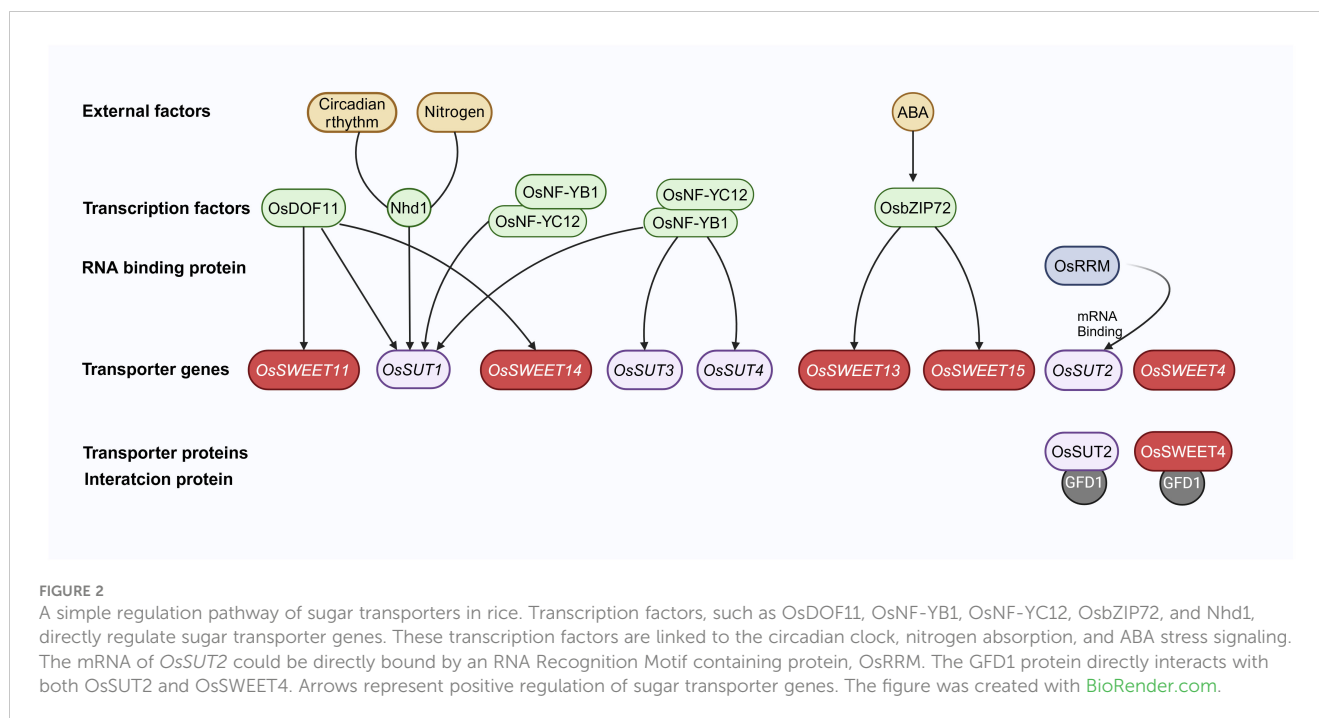 External factors
Circadian
rthythm
Nitrogen
ABA
Transcription factors
OsDOF11
Nhd1
OsNF-YB1
OsNF-YC12
OsNF-YC12
OsNF-YB1
OsbZIP72
RNA binding protein
OsRRM
mRNA
Binding
Transporter genes
OsSWEET11
OsSUT1
OsSWEET14
OsSUT3
OsSUT4
OsSWEET13
OsSWEET15
OsSUT2
OsSWEET4
Transporter proteins
OsSUT2
OsSWEET4
Interatcion protein
GFD1
GFD1
FIGURE 2
A simple regulation pathway of sugar transporters in rice. Transcription factors, such as OsDOF11, OsNF-YB1, OsNF-YC12, OsbZIP72, and Nhd1,
directly regulate sugar transporter genes. These transcription factors are linked to the circadian clock, nitrogen absorption, and ABA stress signaling.
The mRNA of OsSUT2 could be directly bound by an RNA Recognition Motif containing protein, OsRRM. The GFD1 protein directly interacts with
both OsSUT2 and OsSWEET4. Arrows represent positive regulation of sugar transporter genes. The figure was created with BioRender.com.